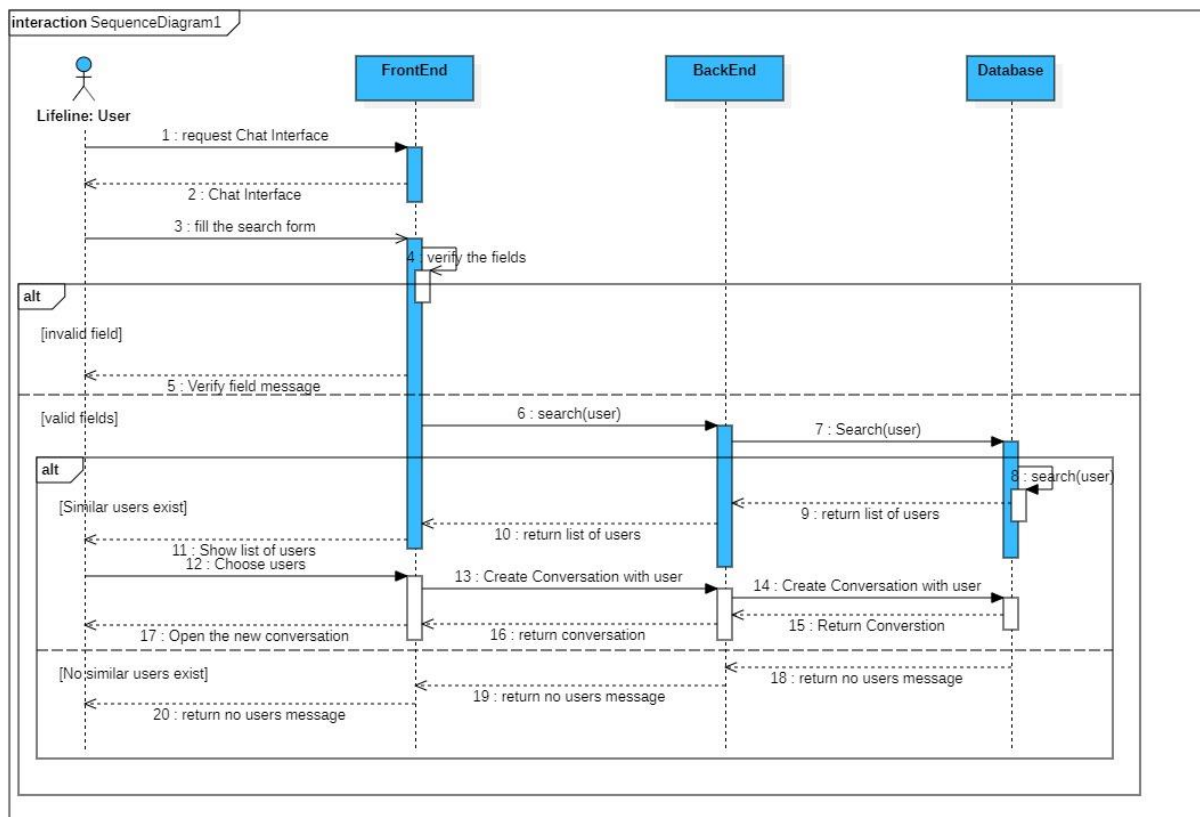 interaction SequenceDiagram1
FrontEnd
BackEnd
Database
Lifeline: User
1 : request Chat Interface
2 : Chat Interface
3 : fill the search form
4 : verify the fields
alt
[invalid field]
5 : Verify field message
[valid fields]
6 : search(user)
7 : Search(user)
alt
8 : search(user)
[Similar users exist]
9 : return list of users
10 : return list of users
11 : Show list of users
12 : Choose users
13 : Create Conversation with user
14 : Create Conversation with user
15 : Return Converstion
16 : return conversation
17 : Open the new conversation
[No similar users exist]
18 : return no users message
19 : return no users message
20 : return no users message